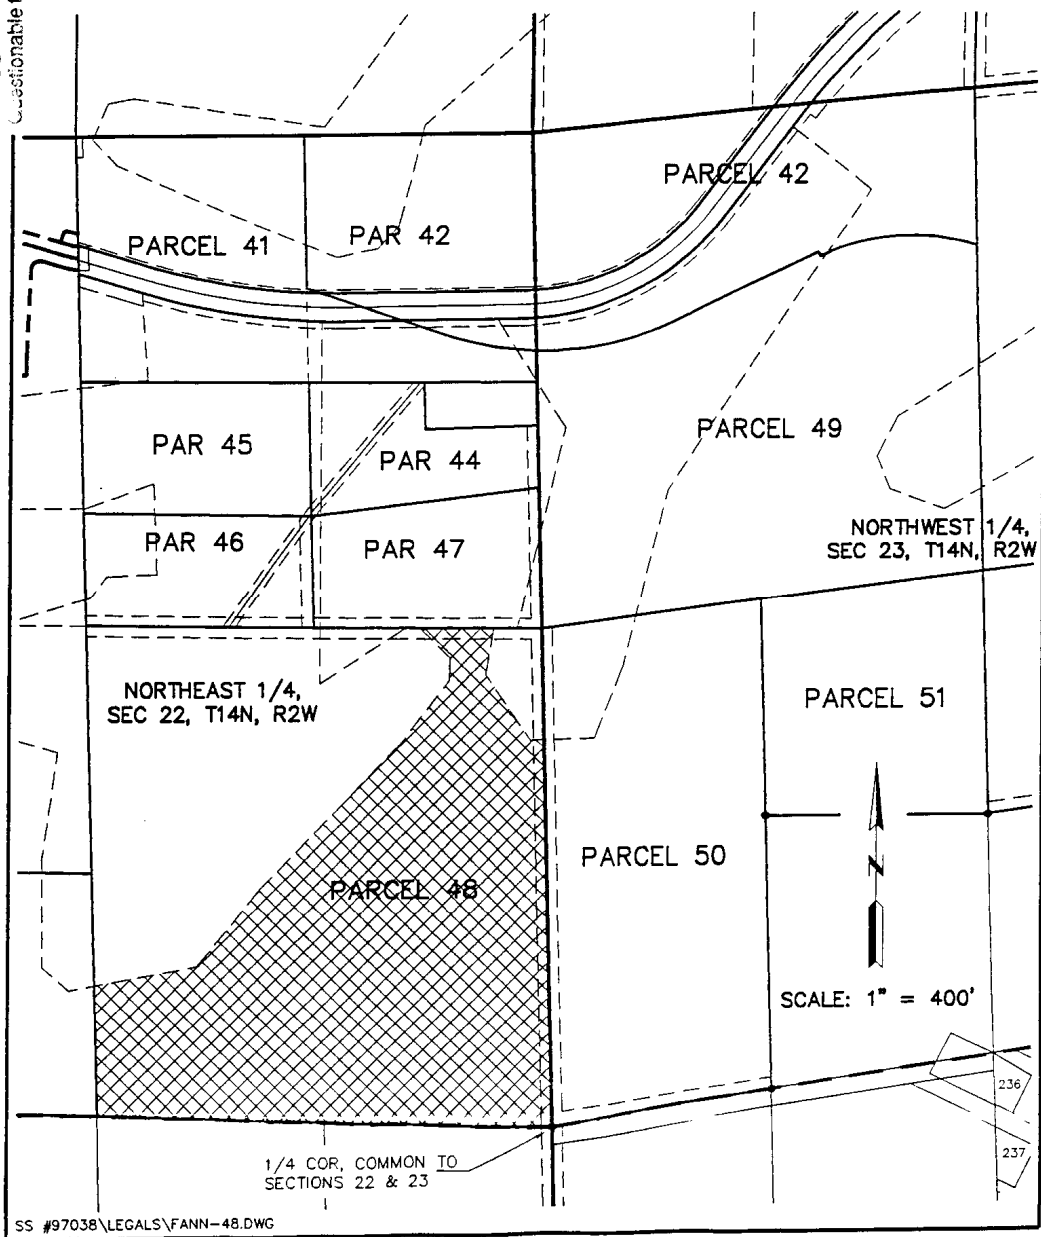 PARCEL 42
PARCEL 41
PAR 42
PARCEL 49
PAR 45
PAR 44
NORTHWEST 1/4,
SEC 23, T14N, R2W
PAR 46
PAR 47
NORTHEAST 1/4,
SEC 22, T14N, R2W
PARCEL 51
PARCEL 50
PARCEL 48
N
SCALE: 1" = 400'
236
237
1/4 COR, COMMON TO
SECTIONS 22 & 23
SS #97038\LEGALS\FANN-48.DWG